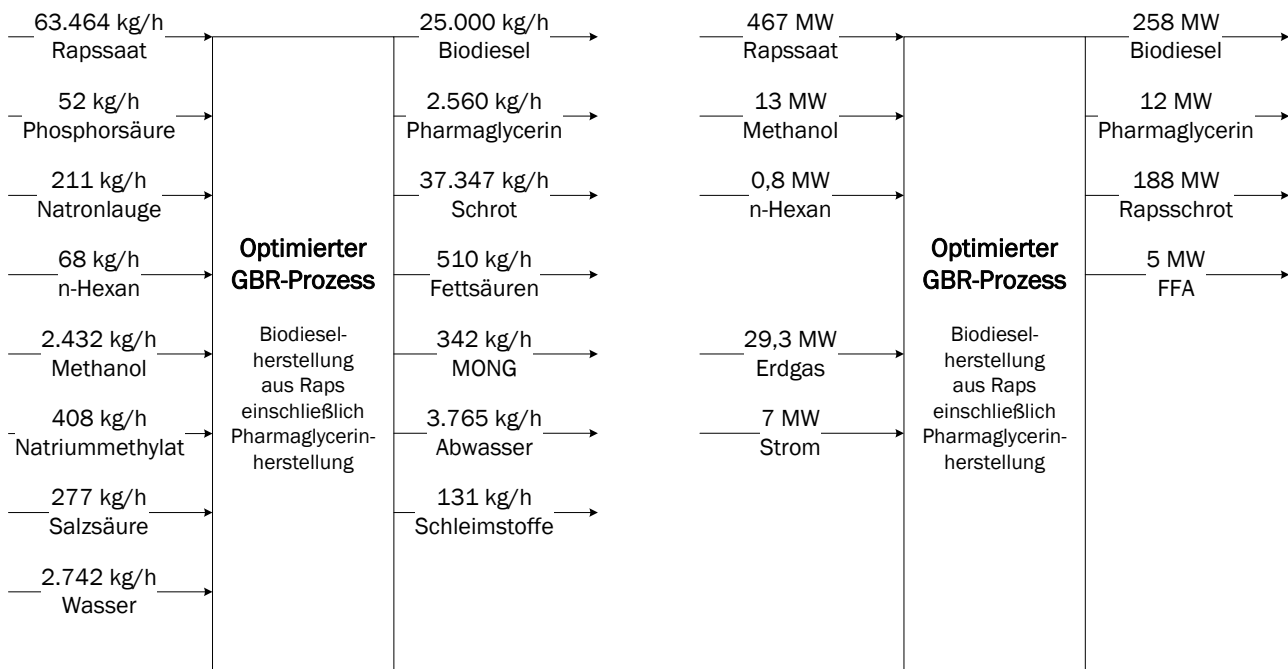 63.464 kg/h
Rapssaat
52 kg/h
Phosphorsäure
211 kg/h
Natronlauge
68 kg/h
n-Hexan
2.432 kg/h
Methanol
408 kg/h
Natriummethylat
277 kg/h
Salzsäure
2.742 kg/h
Wasser
Optimierter
GBR-Prozess
Biodiesel-
herstellung
aus Raps
einschließlich
Pharmaglycerin-
herstellung
25.000 kg/h
Biodiesel
2.560 kg/h
Pharmaglycerin
37.347 kg/h
Schrot
510 kg/h
Fettsäuren
342 kg/h
MONG
3.765 kg/h
Abwasser
131 kg/h
Schleimstoffe
467 MW
Rapssaat
13 MW
Methanol
0,8 MW
n-Hexan
29,3 MW
Erdgas
7 MW
Strom
Optimierter
GBR-Prozess
Biodiesel-
herstellung
aus Raps
einschließlich
Pharmaglycerin-
herstellung
258 MW
Biodiesel
12 MW
Pharmaglycerin
188 MW
Rapsschrot
5 MW
FFA